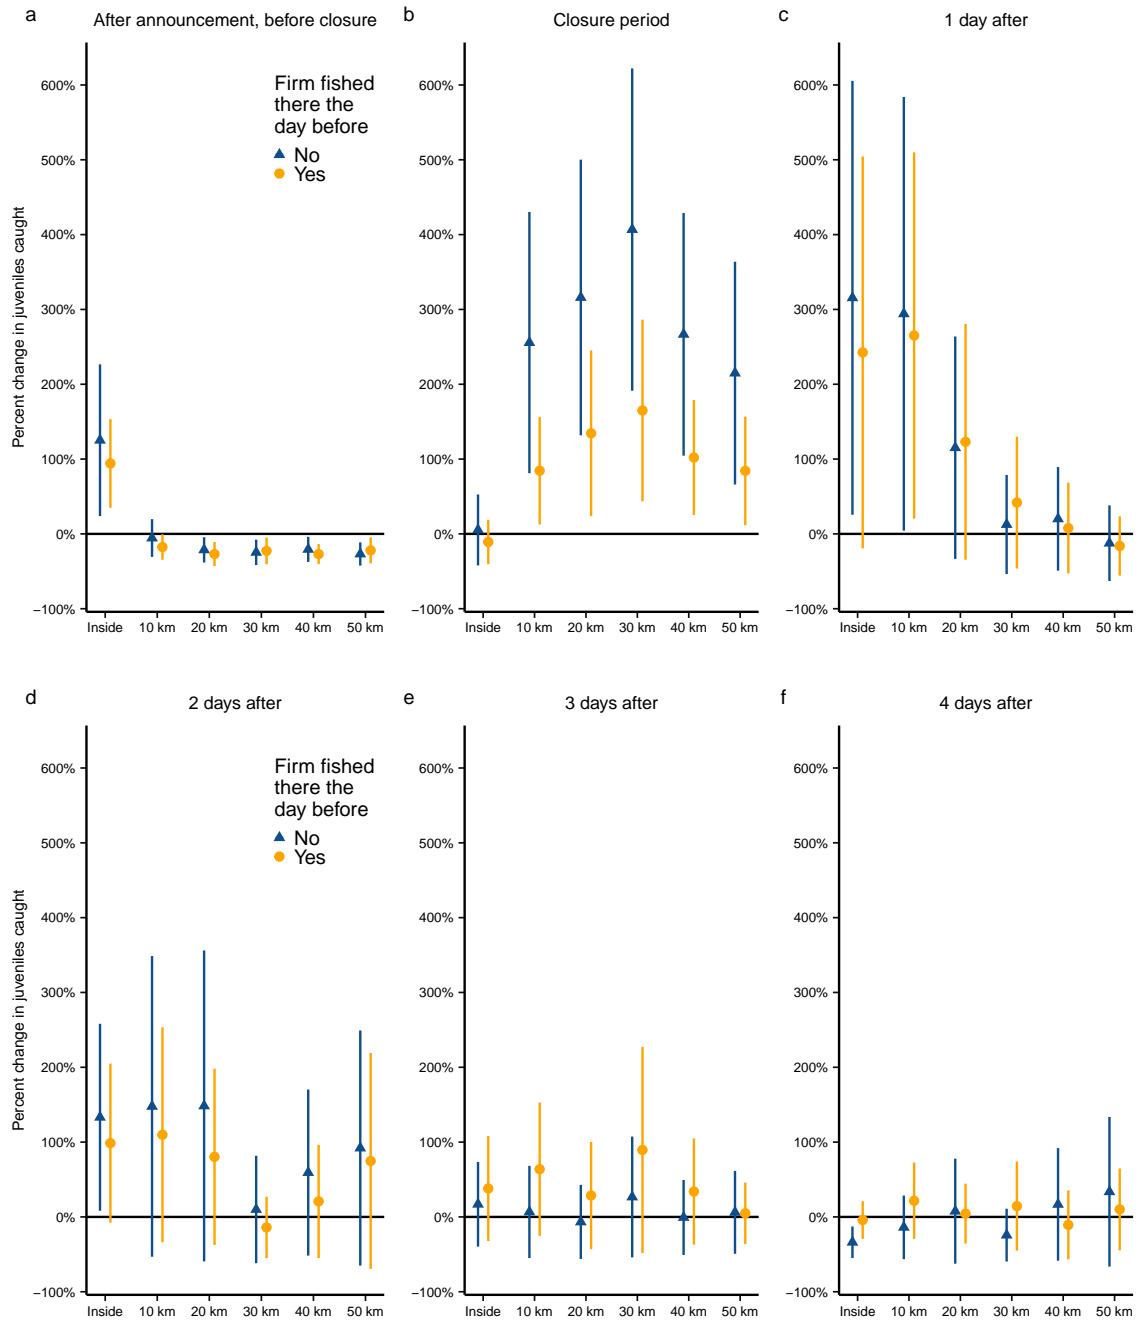 a After announcement, before closure
b Closure period
c 1 day after
Percent change in juveniles caught
600%
500%
400%
300%
200%
100%
0%
−100%
Firm fished
there the
day before
No
Yes
Inside 10 km 20 km 30 km 40 km 50 km
600%
500%
400%
300%
200%
100%
0%
−100%
Inside 10 km 20 km 30 km 40 km 50 km
600%
500%
400%
300%
200%
100%
0%
−100%
Inside 10 km 20 km 30 km 40 km 50 km
d 2 days after
e 3 days after
f 4 days after
Percent change in juveniles caught
600%
500%
400%
300%
200%
100%
0%
−100%
Firm fished
there the
day before
No
Yes
Inside 10 km 20 km 30 km 40 km 50 km
600%
500%
400%
300%
200%
100%
0%
−100%
Inside 10 km 20 km 30 km 40 km 50 km
600%
500%
400%
300%
200%
100%
0%
−100%
Inside 10 km 20 km 30 km 40 km 50 km